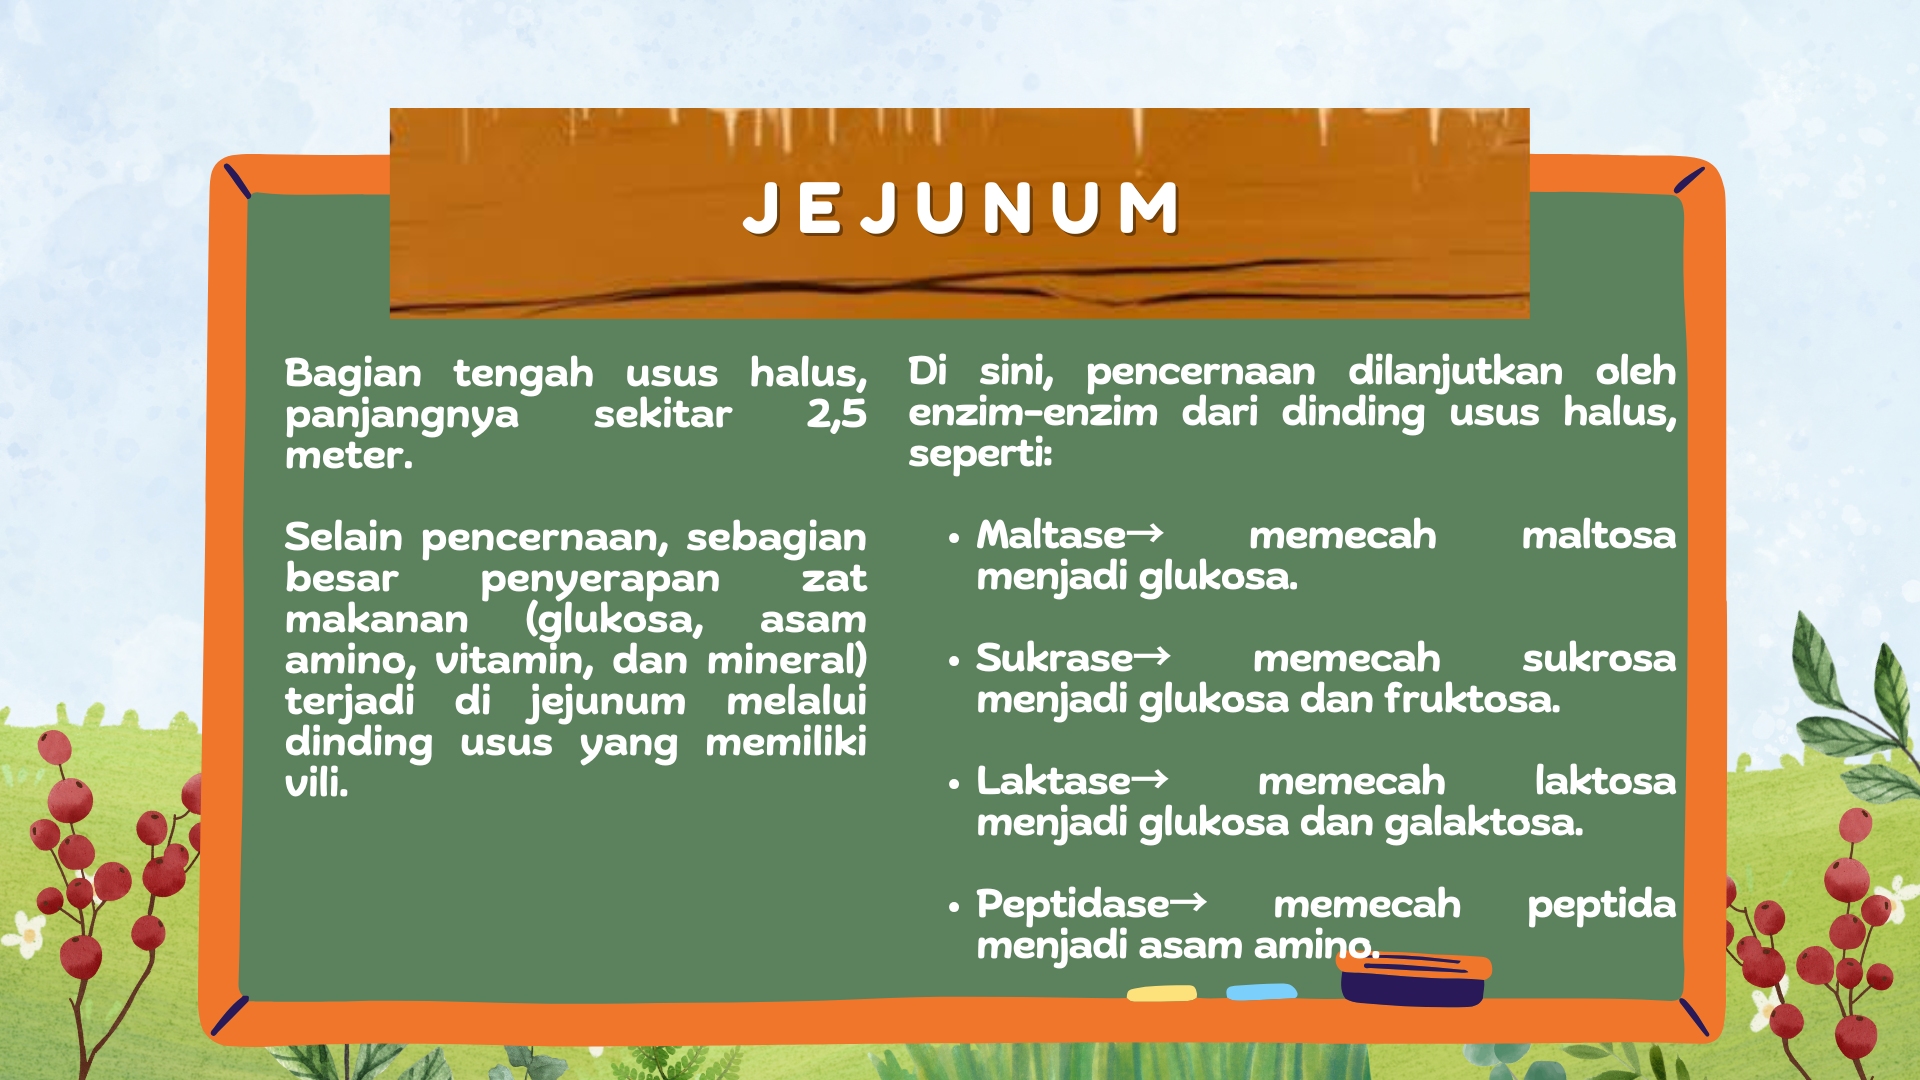 JEJUNUM
Bagian tengah usus halus,
panjangnya sekitar 2,5
meter.
Selain pencernaan, sebagian
besar penyerapan zat
makanan (glukosa, asam
amino, vitamin, dan mineral)
terjadi di jejunum melalui
dinding usus yang memiliki
vili.
Di sini, pencernaan dilanjutkan oleh
enzim-enzim dari dinding usus halus,
seperti:
• Maltase→ memecah maltosa
menjadi glukosa.
• Sukrase→ memecah sukrosa
menjadi glukosa dan fruktosa.
• Laktase→ memecah laktosa
menjadi glukosa dan galaktosa.
• Peptidase→ memecah peptida
menjadi asam amino.